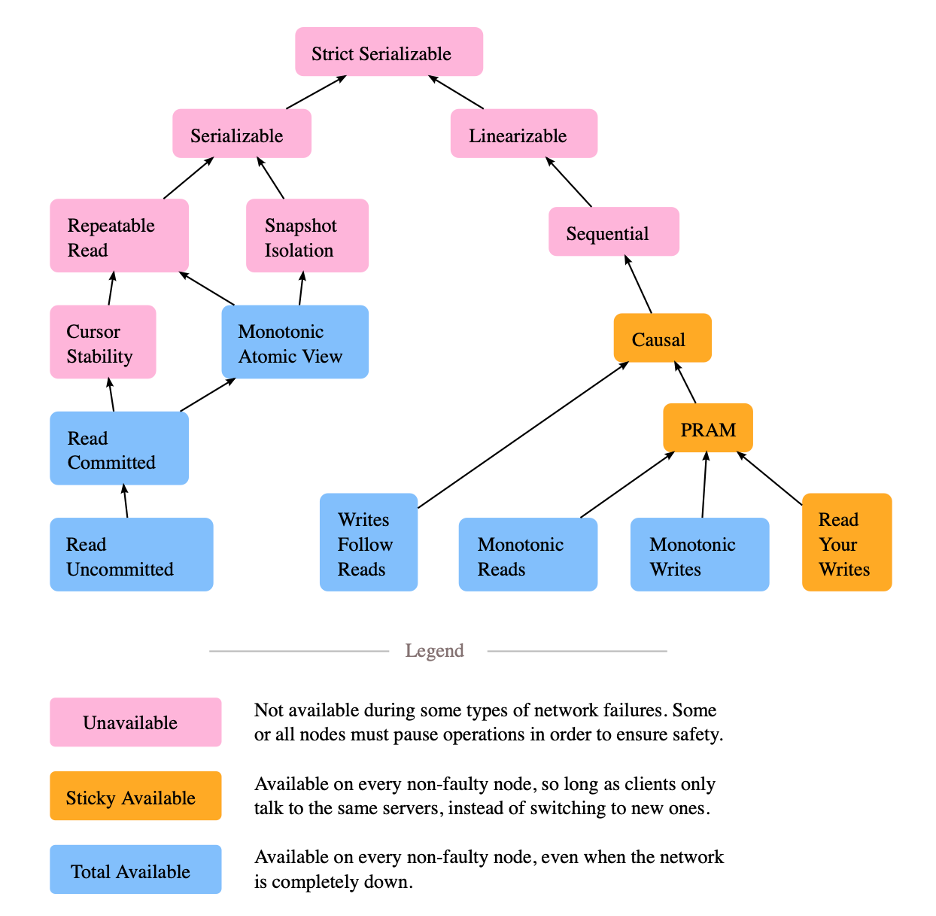 Strict Serializable
Serializable
Linearizable
Repeatable
Read
Snapshot
Isolation
Sequential
Cursor
Stability
Monotonic
Atomic View
Causal
Read
Committed
PRAM
Read
Uncommitted
Writes
Follow
Reads
Monotonic
Reads
Monotonic
Writes
Read
Your
Writes
Legend
Unavailable
Not available during some types of network failures. Some
or all nodes must pause operations in order to ensure safety.
Sticky Available
Available on every non-faulty node, so long as clients only
talk to the same servers, instead of switching to new ones.
Total Available
Available on every non-faulty node, even when the network
is completely down.